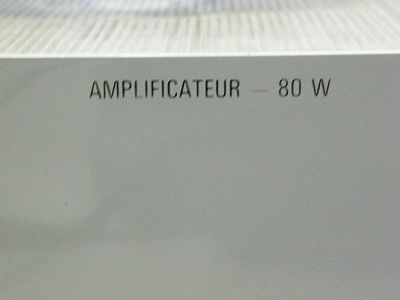 AMPLIFICATEUR — 80 W